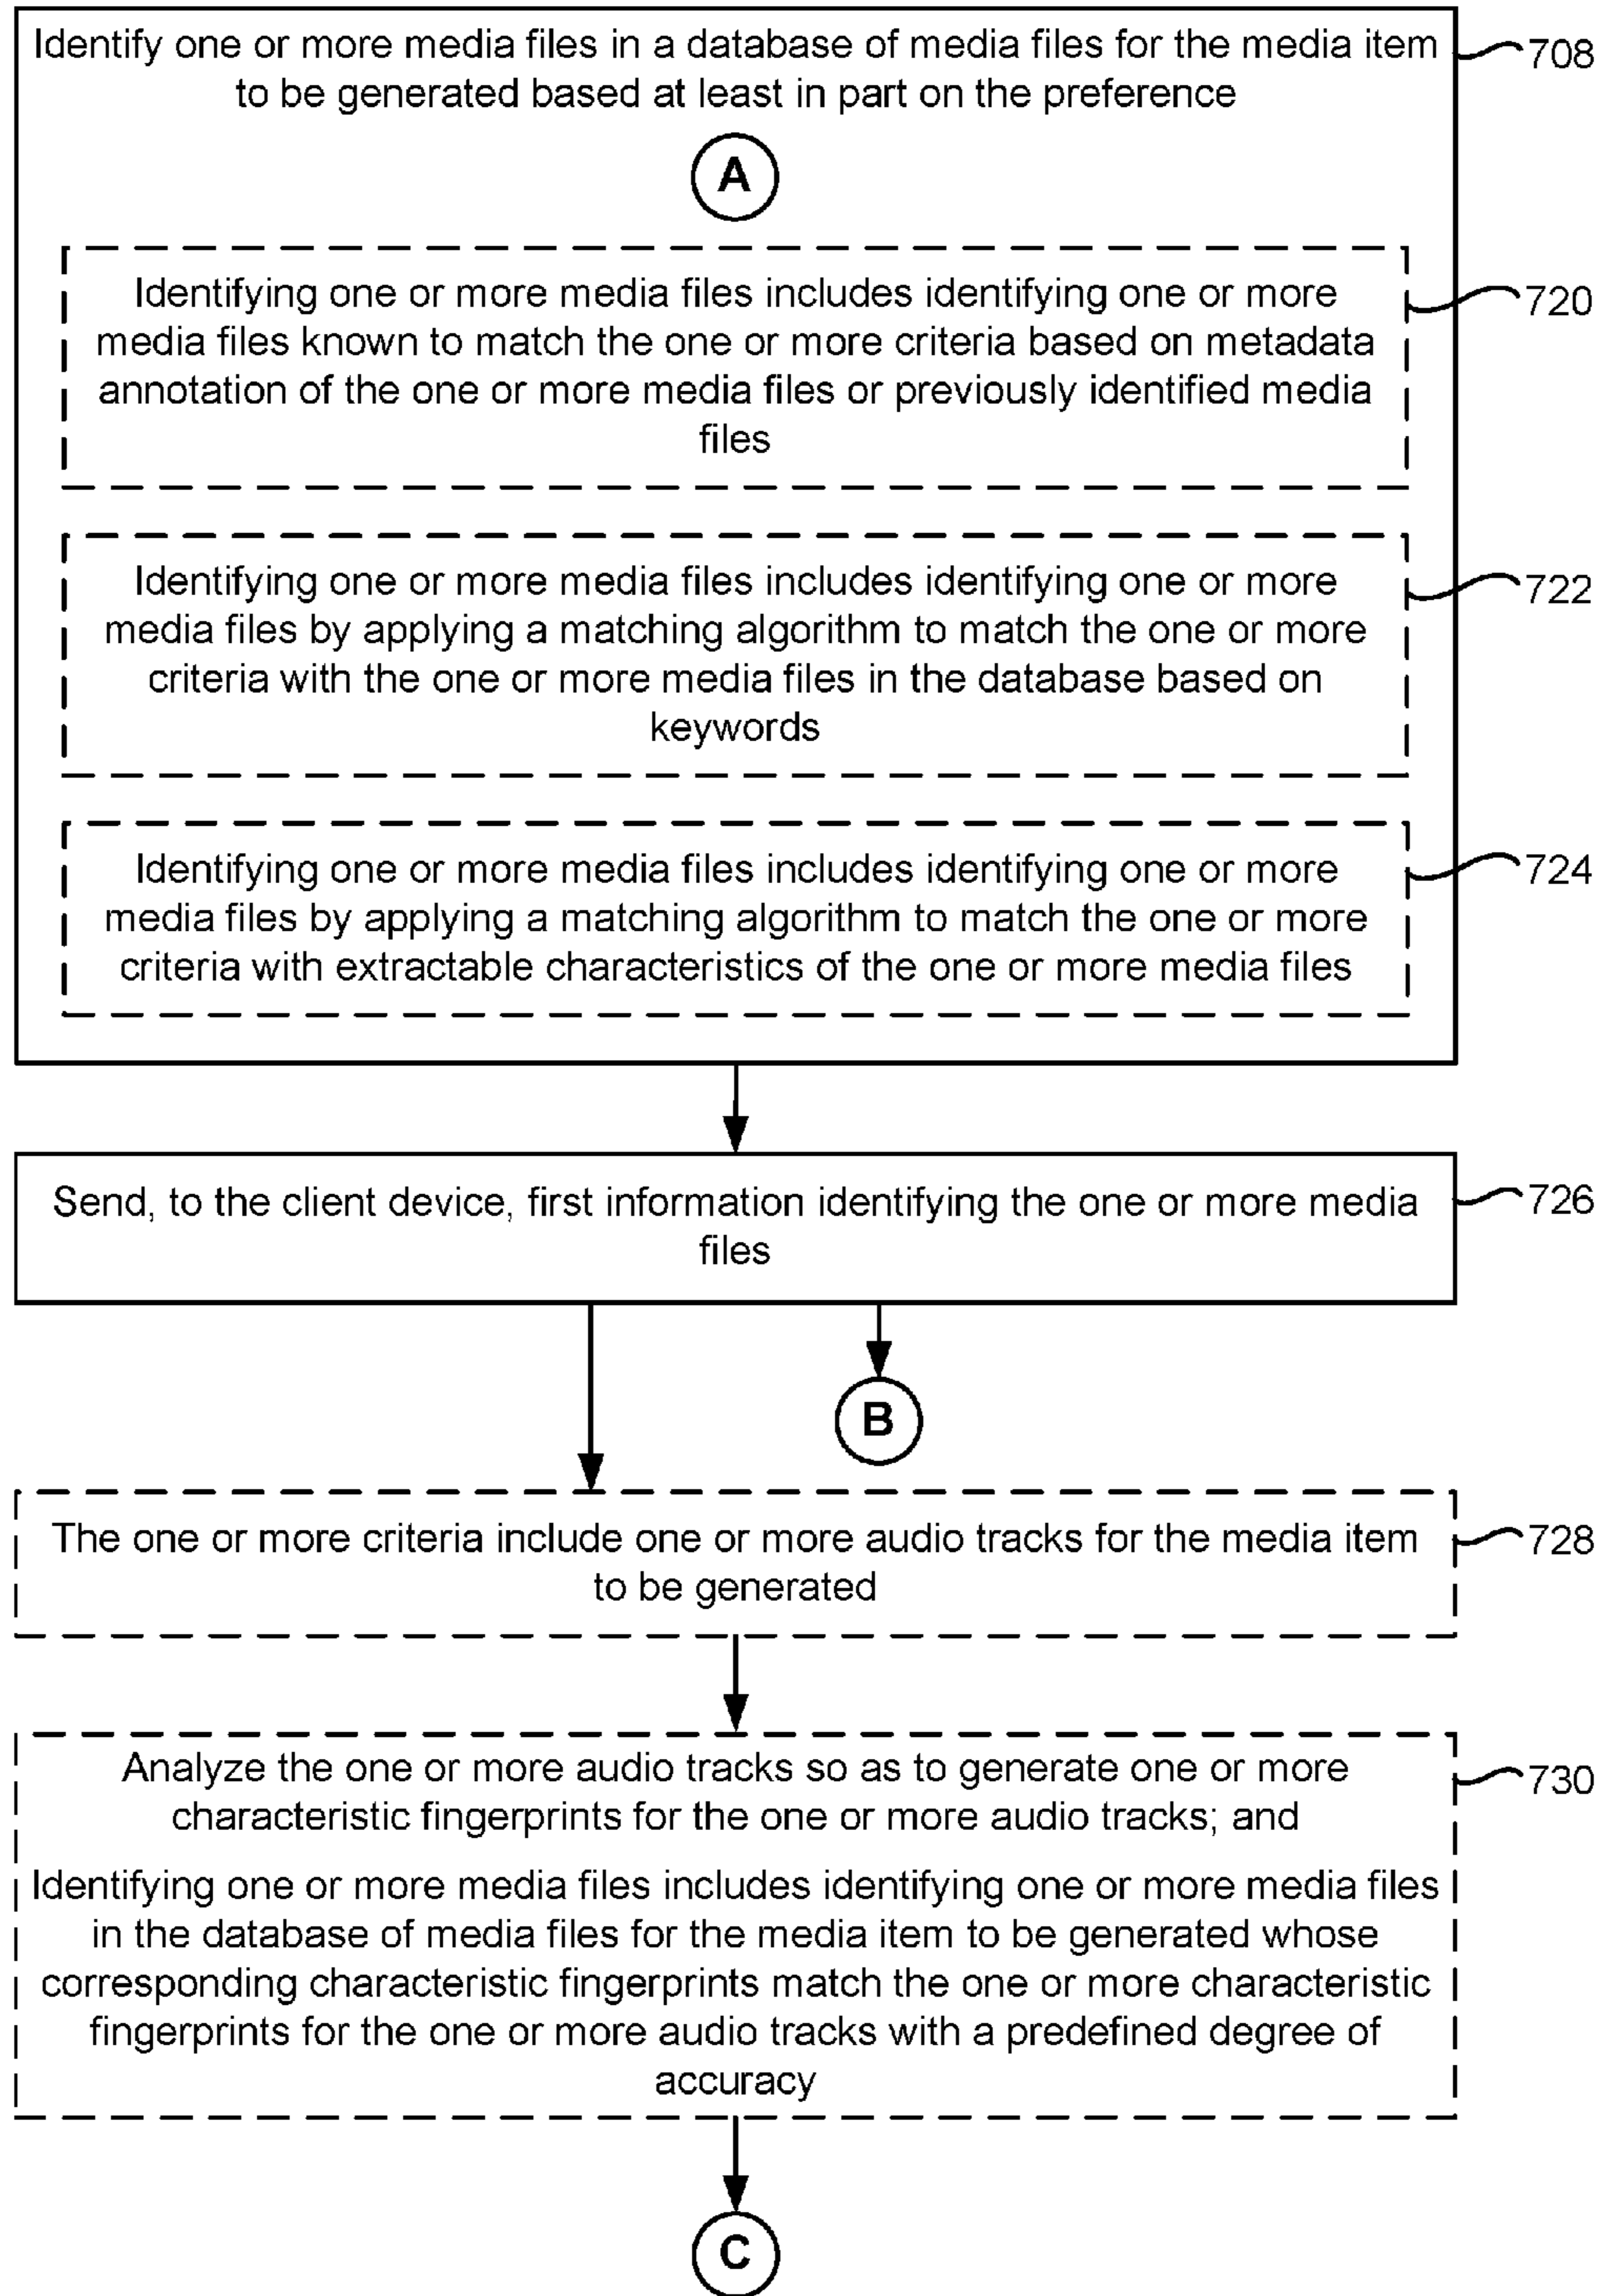 Identify one or more media files in a database of media files for the media item
to be generated based at least in part on the preference
708
A
Identifying one or more media files includes identifying one or more
media files known to match the one or more criteria based on metadata
annotation of the one or more media files or previously identified media
files
720
Identifying one or more media files includes identifying one or more
media files by applying a matching algorithm to match the one or more
criteria with the one or more media files in the database based on
keywords
722
Identifying one or more media files includes identifying one or more
media files by applying a matching algorithm to match the one or more
criteria with extractable characteristics of the one or more media files
724
Send, to the client device, first information identifying the one or more media
files
726
B
The one or more criteria include one or more audio tracks for the media item
to be generated
728
Analyze the one or more audio tracks so as to generate one or more
characteristic fingerprints for the one or more audio tracks; and
Identifying one or more media files includes identifying one or more media files
in the database of media files for the media item to be generated whose
corresponding characteristic fingerprints match the one or more characteristic
fingerprints for the one or more audio tracks with a predefined degree of
accuracy
730
C